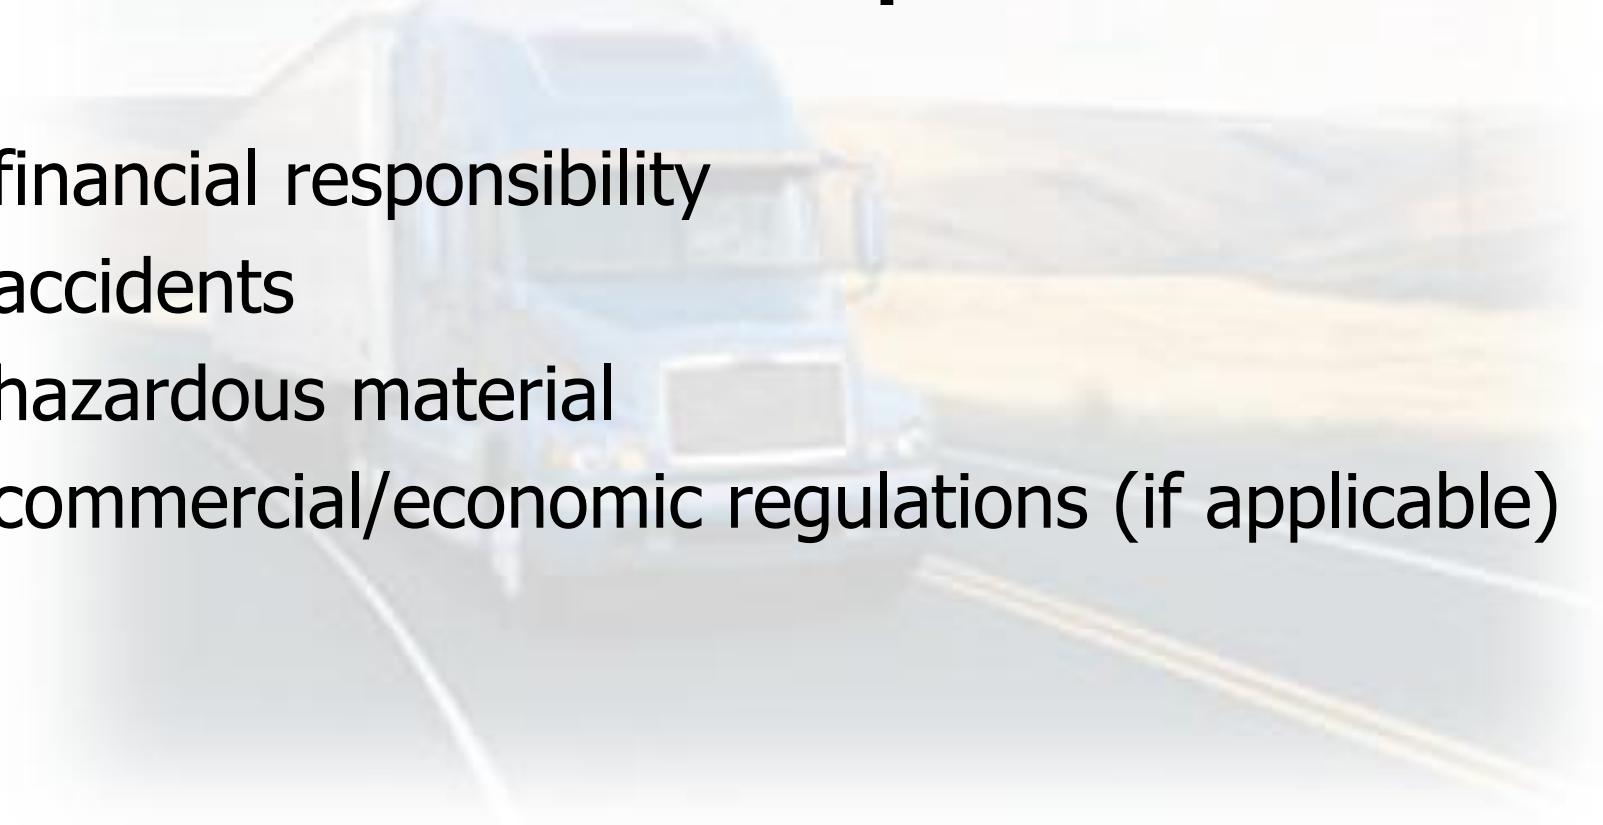 financial responsibility
accidents
hazardous material
commercial/economic regulations (if applicable)